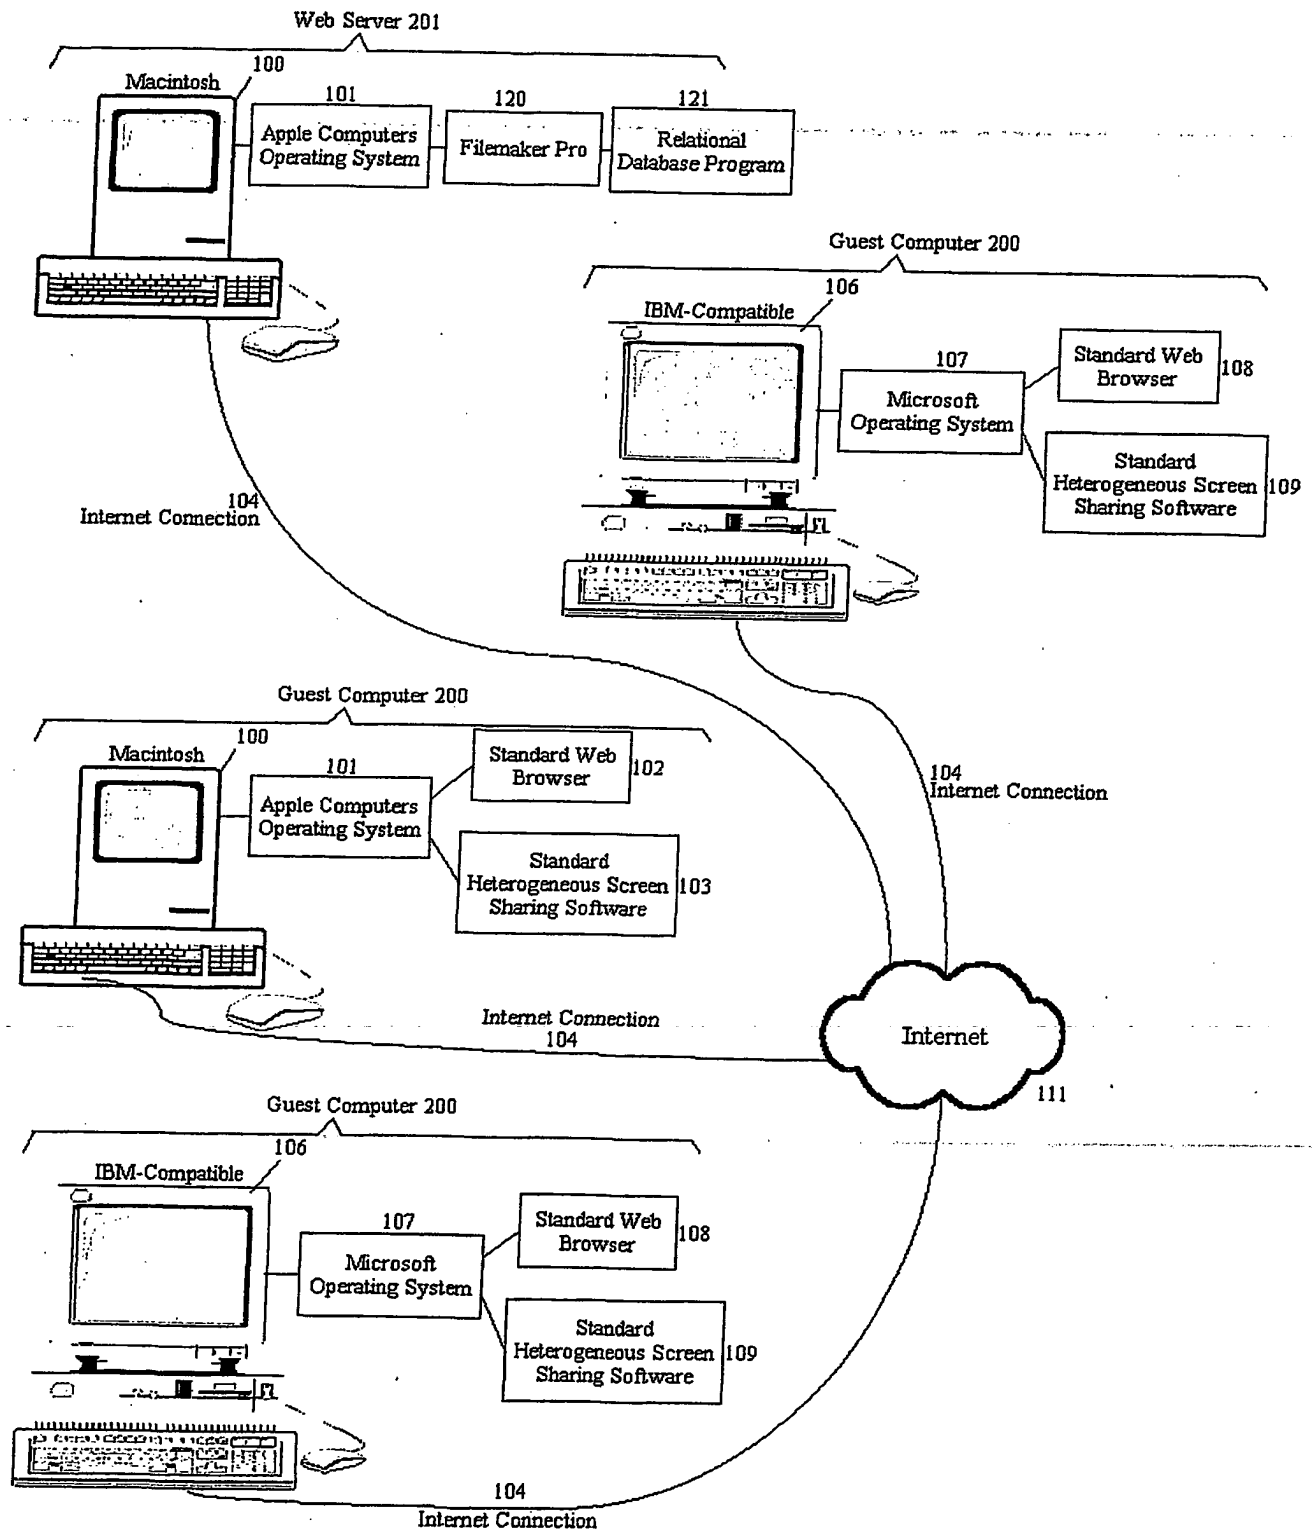 Web Server 201
100
Macintosh
101
120
121
Apple Computers
Operating System
Filemaker Pro
Relational
Database Program
Guest Computer 200
106
IBM-Compatible
107
Microsoft
Operating System
Standard Web
Browser
108
Standard
Heterogeneous Screen
Sharing Software
109
104
Internet Connection
Guest Computer 200
100
Macintosh
101
Apple Computers
Operating System
Standard Web
Browser
102
Standard
Heterogeneous Screen
Sharing Software
103
104
Internet Connection
Internet Connection
104
Internet
111
Guest Computer 200
106
IBM-Compatible
107
Microsoft
Operating System
Standard Web
Browser
108
Standard
Heterogeneous Screen
Sharing Software
109
104
Internet Connection